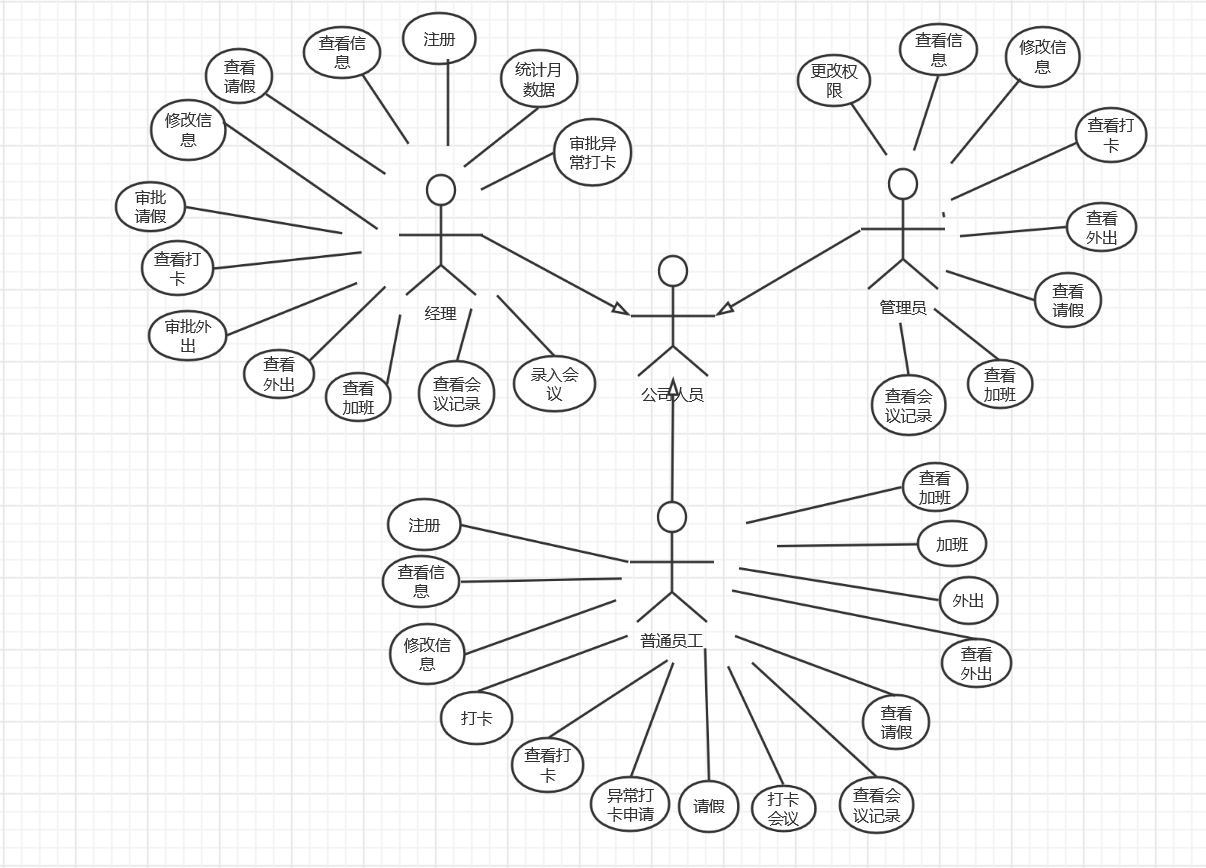 注册
查看信
息
查看
请假
统计月
数据
修改信
息
审批异
常打卡
审批
请假
查看打
卡
审批外
出
查看
外出
查看
加班
查看会
议记录
录入会
议
经理
查看信
息
修改信
息
更改权
限
查看打
卡
查看
外出
查看
请假
查看
加班
查看会
议记录
管理员
公司人员
注册
查看信
息
修改信
息
打卡
查看打
卡
异常打
卡申请
请假
打卡
会议
查看会
议记录
查看
请假
查看
外出
外出
加班
查看
加班
普通员工